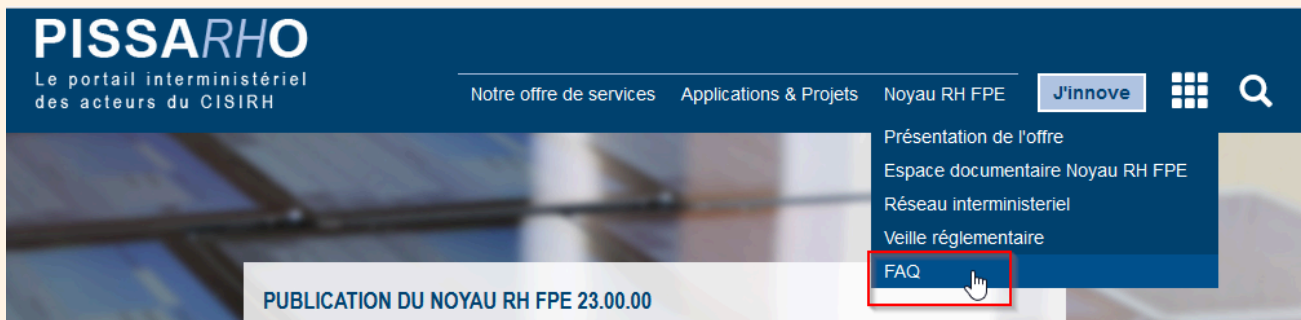 PISSARHO
Le portail interministériel
des acteurs du CISIRH
Notre offre de services Applications & Projets Noyau RH FPE J'innove
Présentation de l'offre
Espace documentaire Noyau RH FPE
Réseau interministeriel
Veille réglementaire
FAQ
PUBLICATION DU NOYAU RH FPE 23.00.00